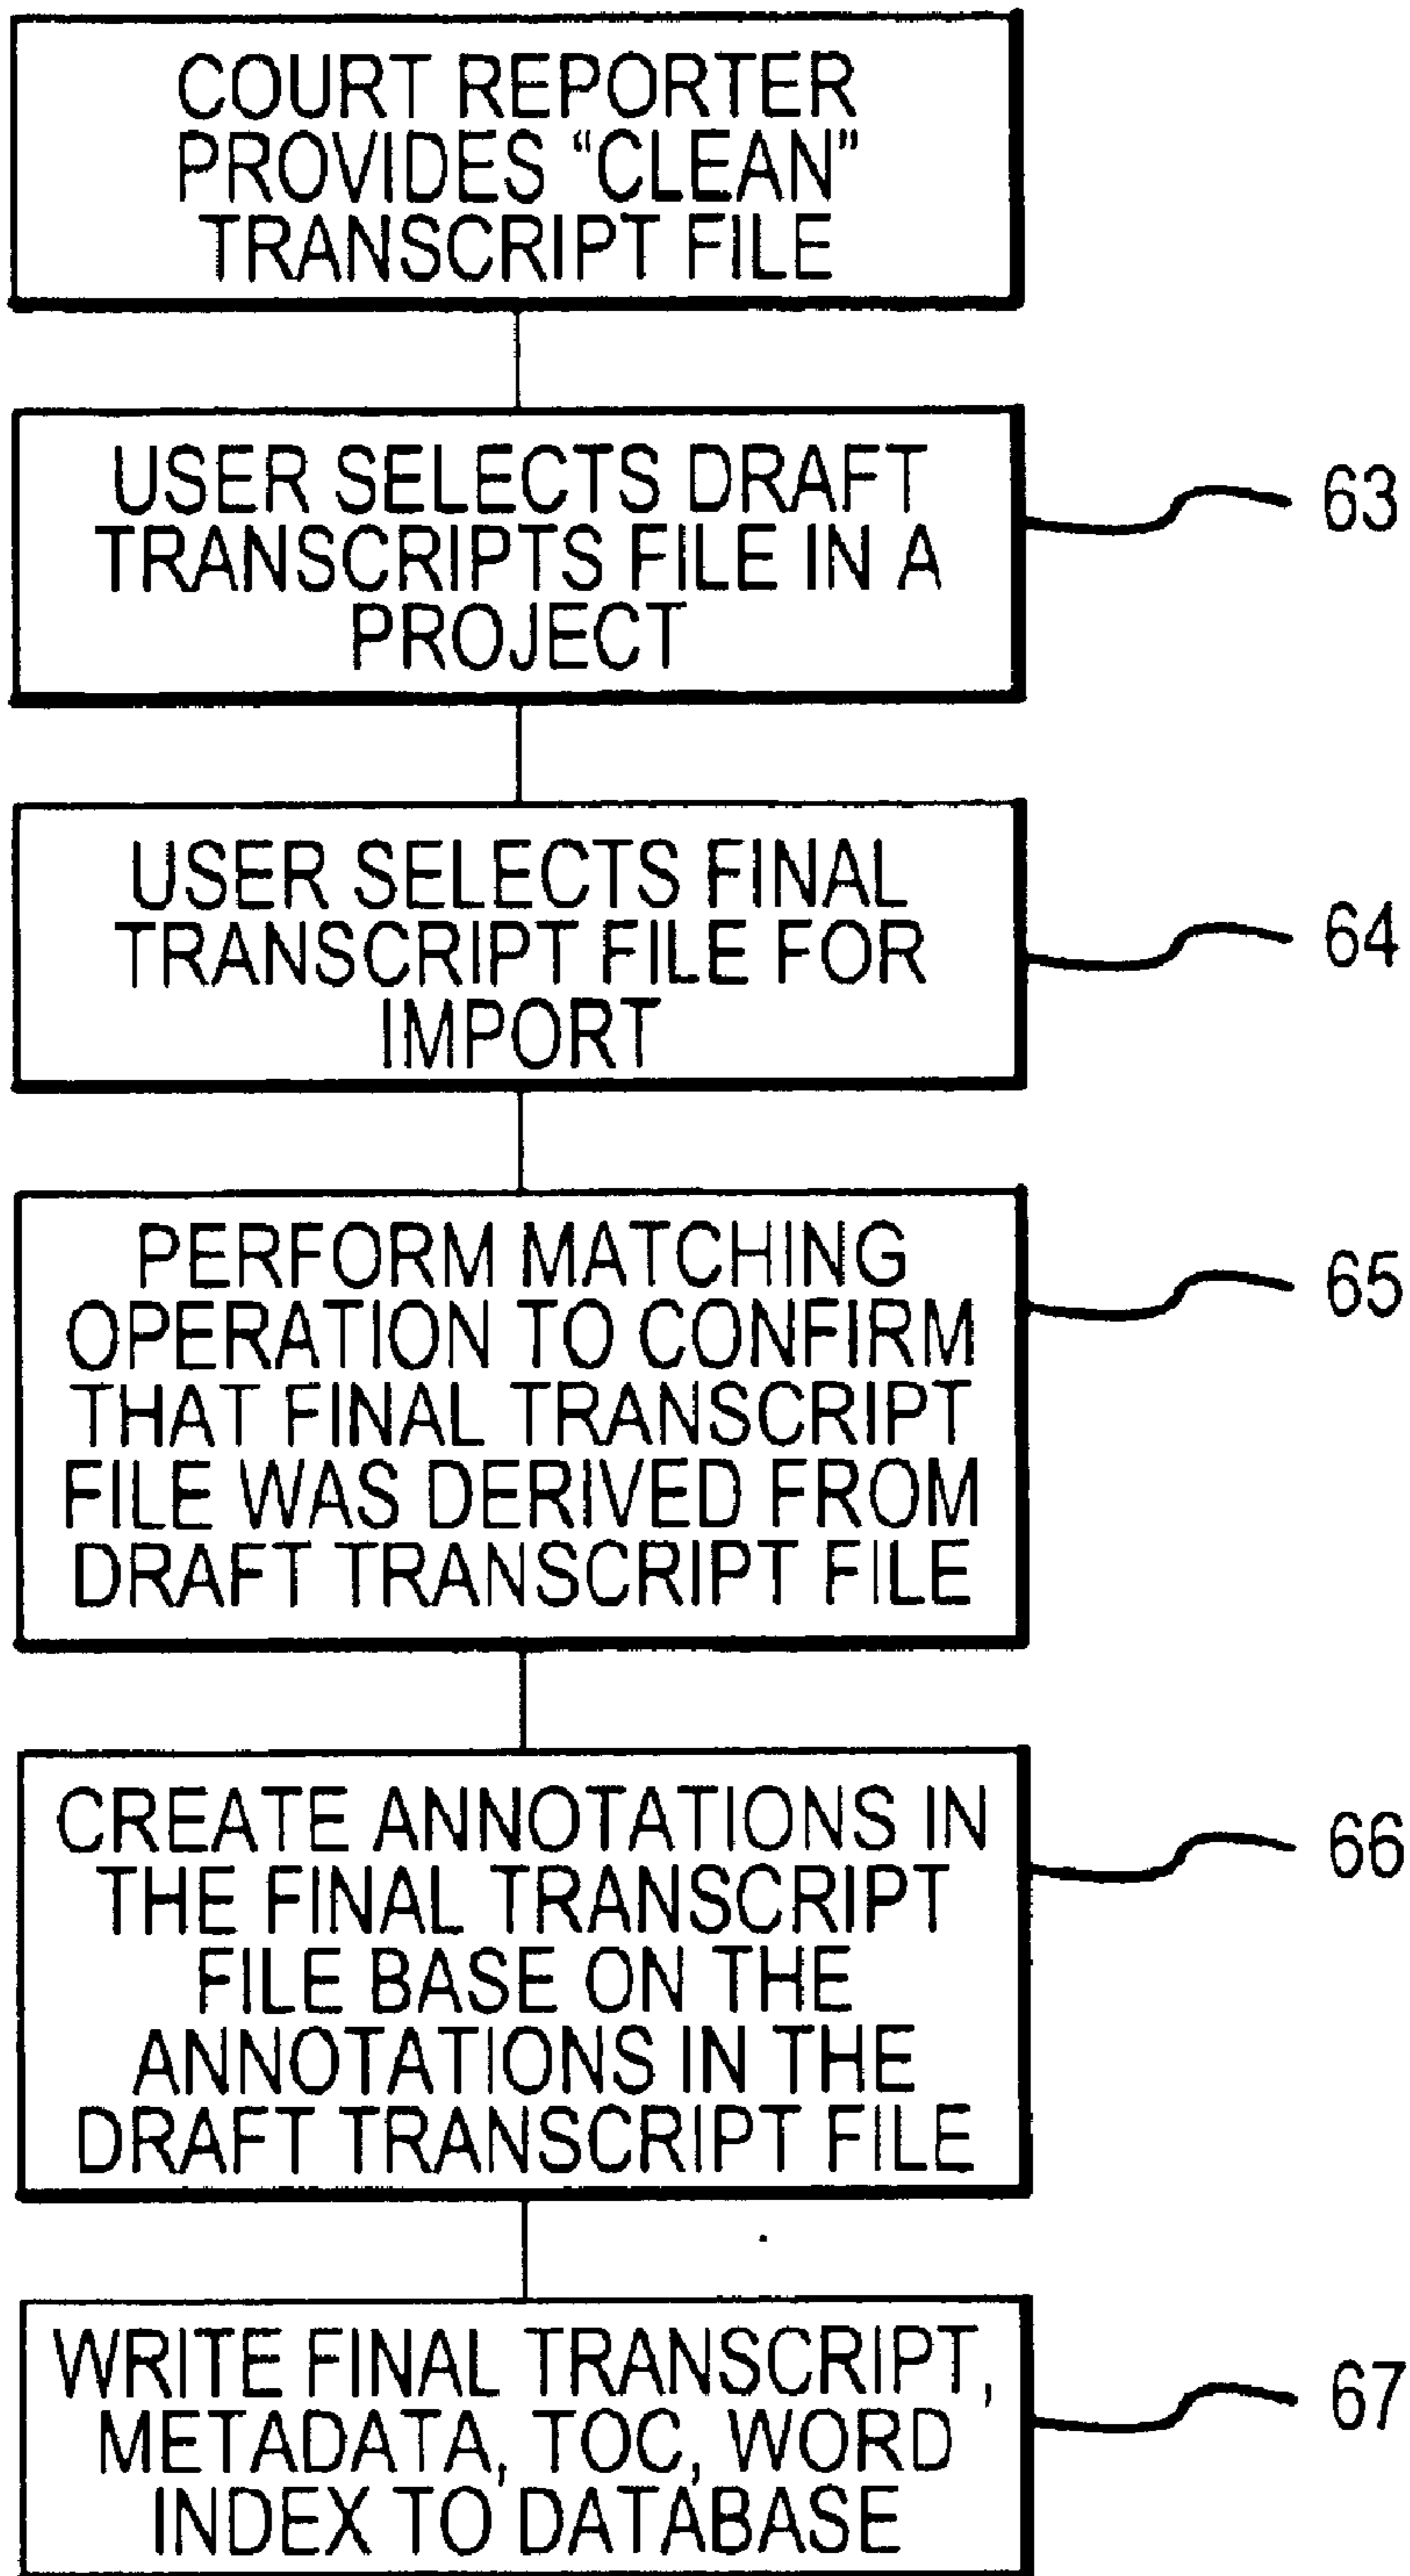 COURT REPORTER
PROVIDES “CLEAN”
TRANSCRIPT FILE
USER SELECTS DRAFT
TRANSCRIPTS FILE IN A
PROJECT
63
USER SELECTS FINAL
TRANSCRIPT FILE FOR
IMPORT
64
PERFORM MATCHING
OPERATION TO CONFIRM
THAT FINAL TRANSCRIPT
FILE WAS DERIVED FROM
DRAFT TRANSCRIPT FILE
65
CREATE ANNOTATIONS IN
THE FINAL TRANSCRIPT
FILE BASE ON THE
ANNOTATIONS IN THE
DRAFT TRANSCRIPT FILE
66
WRITE FINAL TRANSCRIPT,
METADATA, TOC, WORD
INDEX TO DATABASE
67